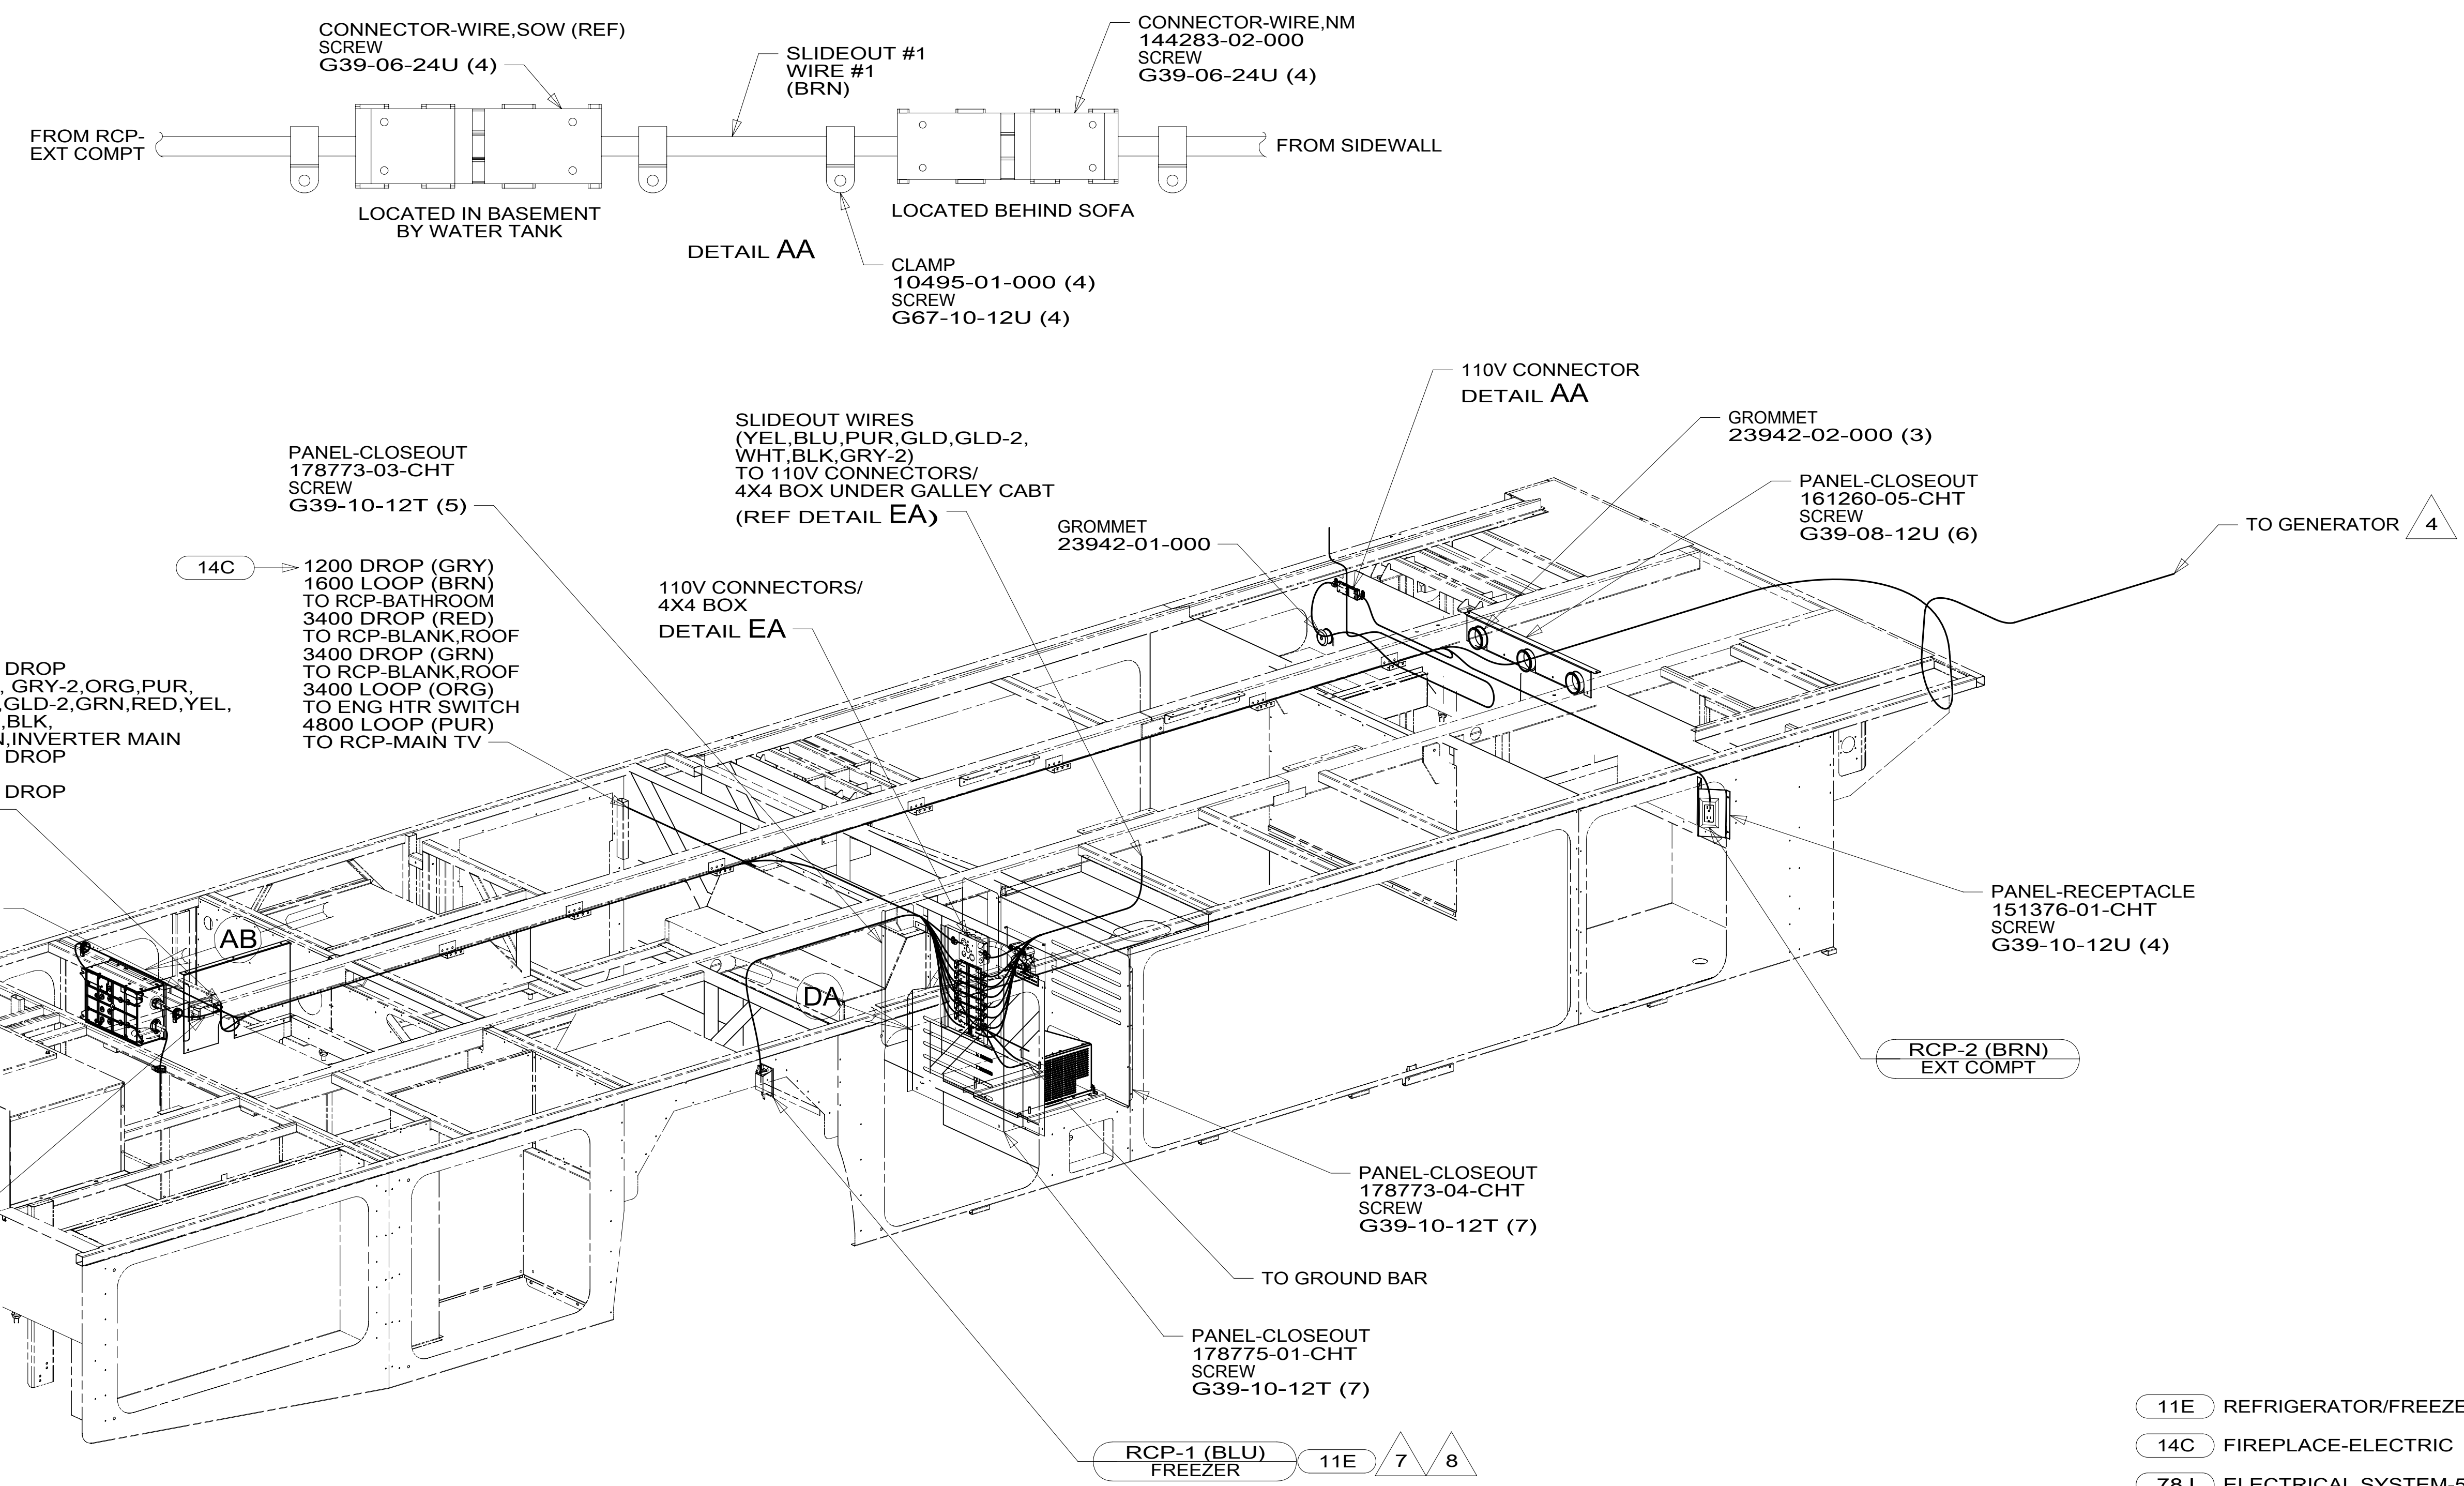 CONNECTOR-WIRE,SOW (REF)
SCREW
G39-06-24U (4)
SLIDEOUT #1
WIRE #1
(BRN)
CONNECTOR-WIRE,NM
144283-02-000
SCREW
G39-06-24U (4)
FROM RCP-
EXT COMPT
FROM SIDEWALL
LOCATED IN BASEMENT
BY WATER TANK
LOCATED BEHIND SOFA
DETAIL AA
CLAMP
10495-01-000 (4)
SCREW
G67-10-12U (4)
110V CONNECTOR
DETAIL AA
GROMMET
23942-02-000 (3)
PANEL-CLOSEOUT
161260-05-CHT
SCREW
G39-08-12U (6)
TO GENERATOR 4
SLIDEOUT WIRES
(YEL,BLU,PUR,GLD,GLD-2,
WHT,BLK,GRY-2)
TO 110V CONNECTORS/
4X4 BOX UNDER GALLEY CABT
(REF DETAIL EA)
GROMMET
23942-01-000
PANEL-CLOSEOUT
178773-03-CHT
SCREW
G39-10-12T (5)
14C
1200 DROP (GRY)
1600 LOOP (BRN)
TO RCP-BATHROOM
3400 DROP (RED)
TO RCP-BLANK,ROOF
3400 DROP (GRN)
TO RCP-BLANK,ROOF
3400 LOOP (ORG)
TO ENG HTR SWITCH
4800 LOOP (PUR)
TO RCP-MAIN TV
110V CONNECTORS/
4X4 BOX
DETAIL EA
DROP
, GRY-2,ORG,PUR,
,GLD-2,GRN,RED,YEL,
,BLK,
N,INVERTER MAIN
DROP
DROP
AB
DA
PANEL-RECEPTACLE
151376-01-CHT
SCREW
G39-10-12U (4)
RCP-2 (BRN)
EXT COMPT
PANEL-CLOSEOUT
178773-04-CHT
SCREW
G39-10-12T (7)
TO GROUND BAR
PANEL-CLOSEOUT
178775-01-CHT
SCREW
G39-10-12T (7)
RCP-1 (BLU)
FREEZER
11E 7 8
11E REFRIGERATOR/FREEZE
14C FIREPLACE-ELECTRIC
78J ELECTRICAL SYSTEM-5